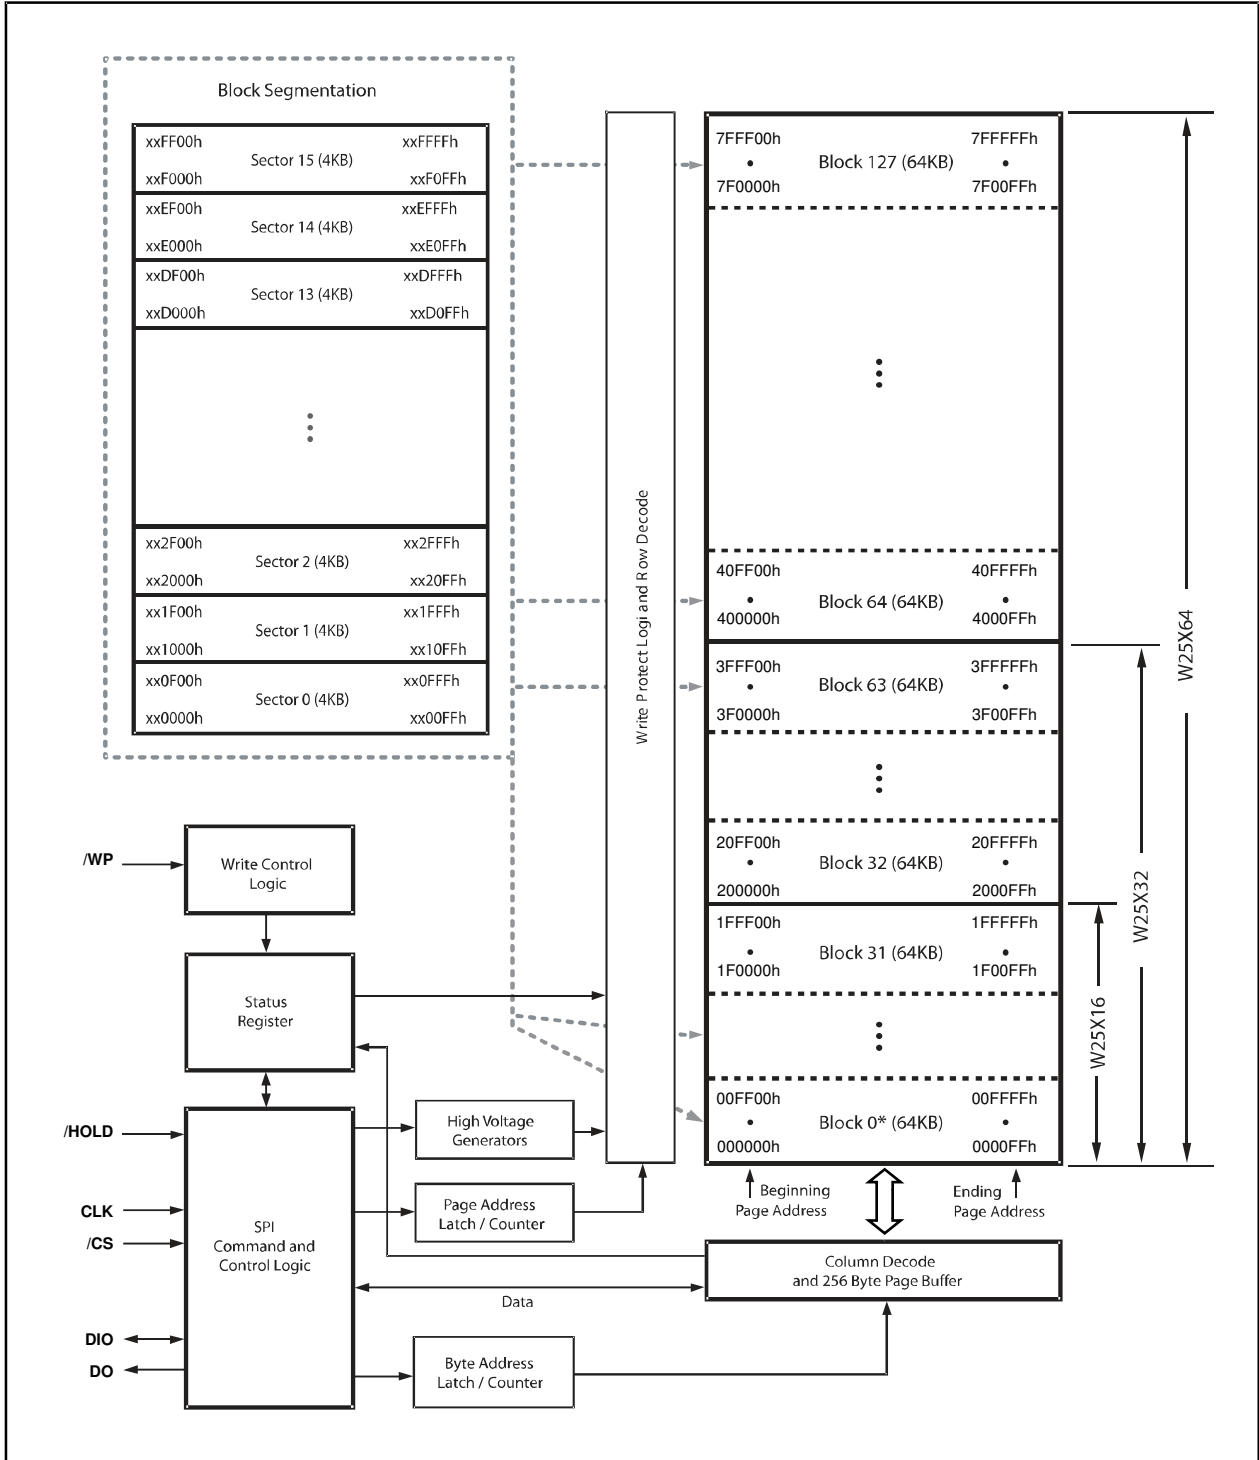 Block Segmentation
xxFF00h xxFFFFh
Sector 15 (4KB)
xxF000h xxF0FFh
xxEF00h xxEFFFh
Sector 14 (4KB)
xxE000h xxE0FFh
xxDF00h xxDFFFh
Sector 13 (4KB)
xxD000h xxD0FFh
xx2F00h xx2FFFh
Sector 2 (4KB)
xx2000h xx20FFh
xx1F00h xx1FFFh
Sector 1 (4KB)
xx1000h xx10FFh
xx0F00h xx0FFFh
Sector 0 (4KB)
xx0000h xx00FFh
Write Protect Logi and Row Decode
7FFF00h 7FFFFFh
Block 127 (64KB)
7F0000h 7F00FFh
40FF00h 40FFFFh
Block 64 (64KB)
400000h 4000FFh
3FFF00h 3FFFFFh
Block 63 (64KB)
3F0000h 3F00FFh
20FF00h 20FFFFh
Block 32 (64KB)
200000h 2000FFh
1FFF00h 1FFFFFh
Block 31 (64KB)
1F0000h 1F00FFh
00FF00h 00FFFFh
Block 0* (64KB)
000000h 0000FFh
W25X64
W25X32
W25X16
Beginning
Page Address
Ending
Page Address
/WP
Write Control
Logic
Status
Register
/HOLD
CLK
/CS
DIO
DO
SPI
Command and
Control Logic
High Voltage
Generators
Page Address
Latch / Counter
Column Decode
and 256 Byte Page Buffer
Data
Byte Address
Latch / Counter